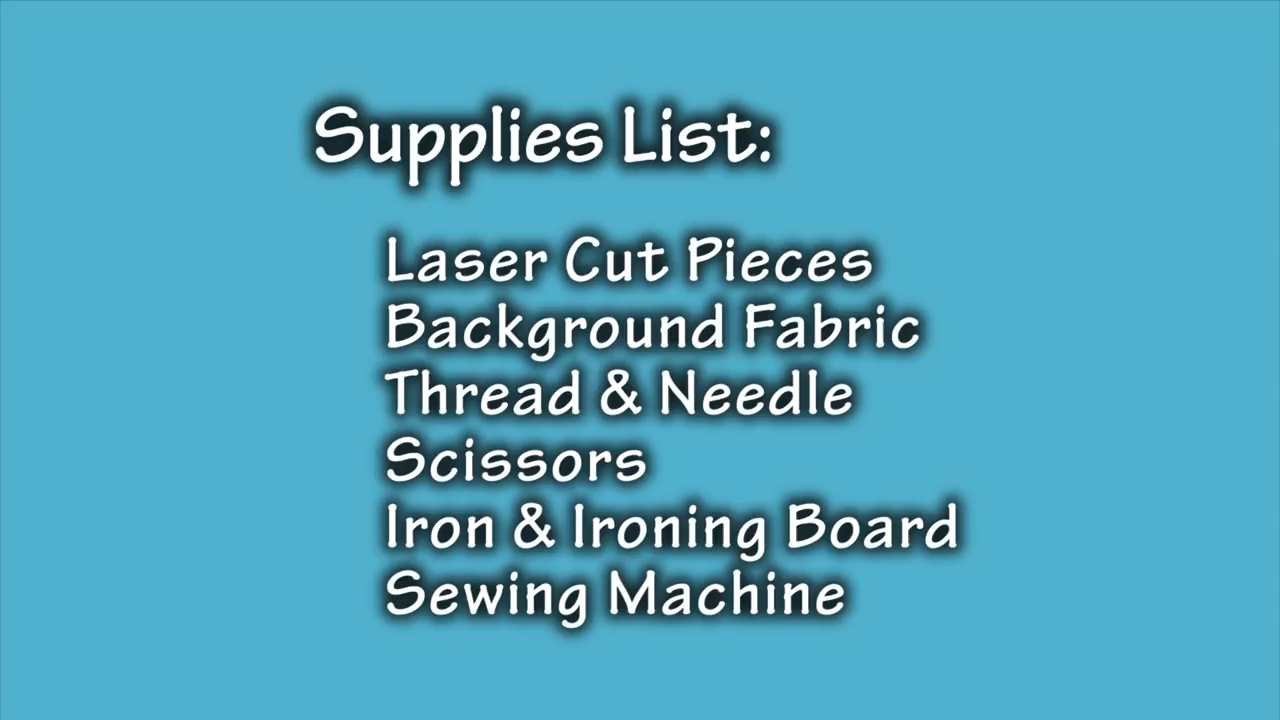 Supplies List:
Laser Cut Pieces
Background Fabric
Thread & Needle
Scissors
Iron & Ironing Board
Sewing Machine